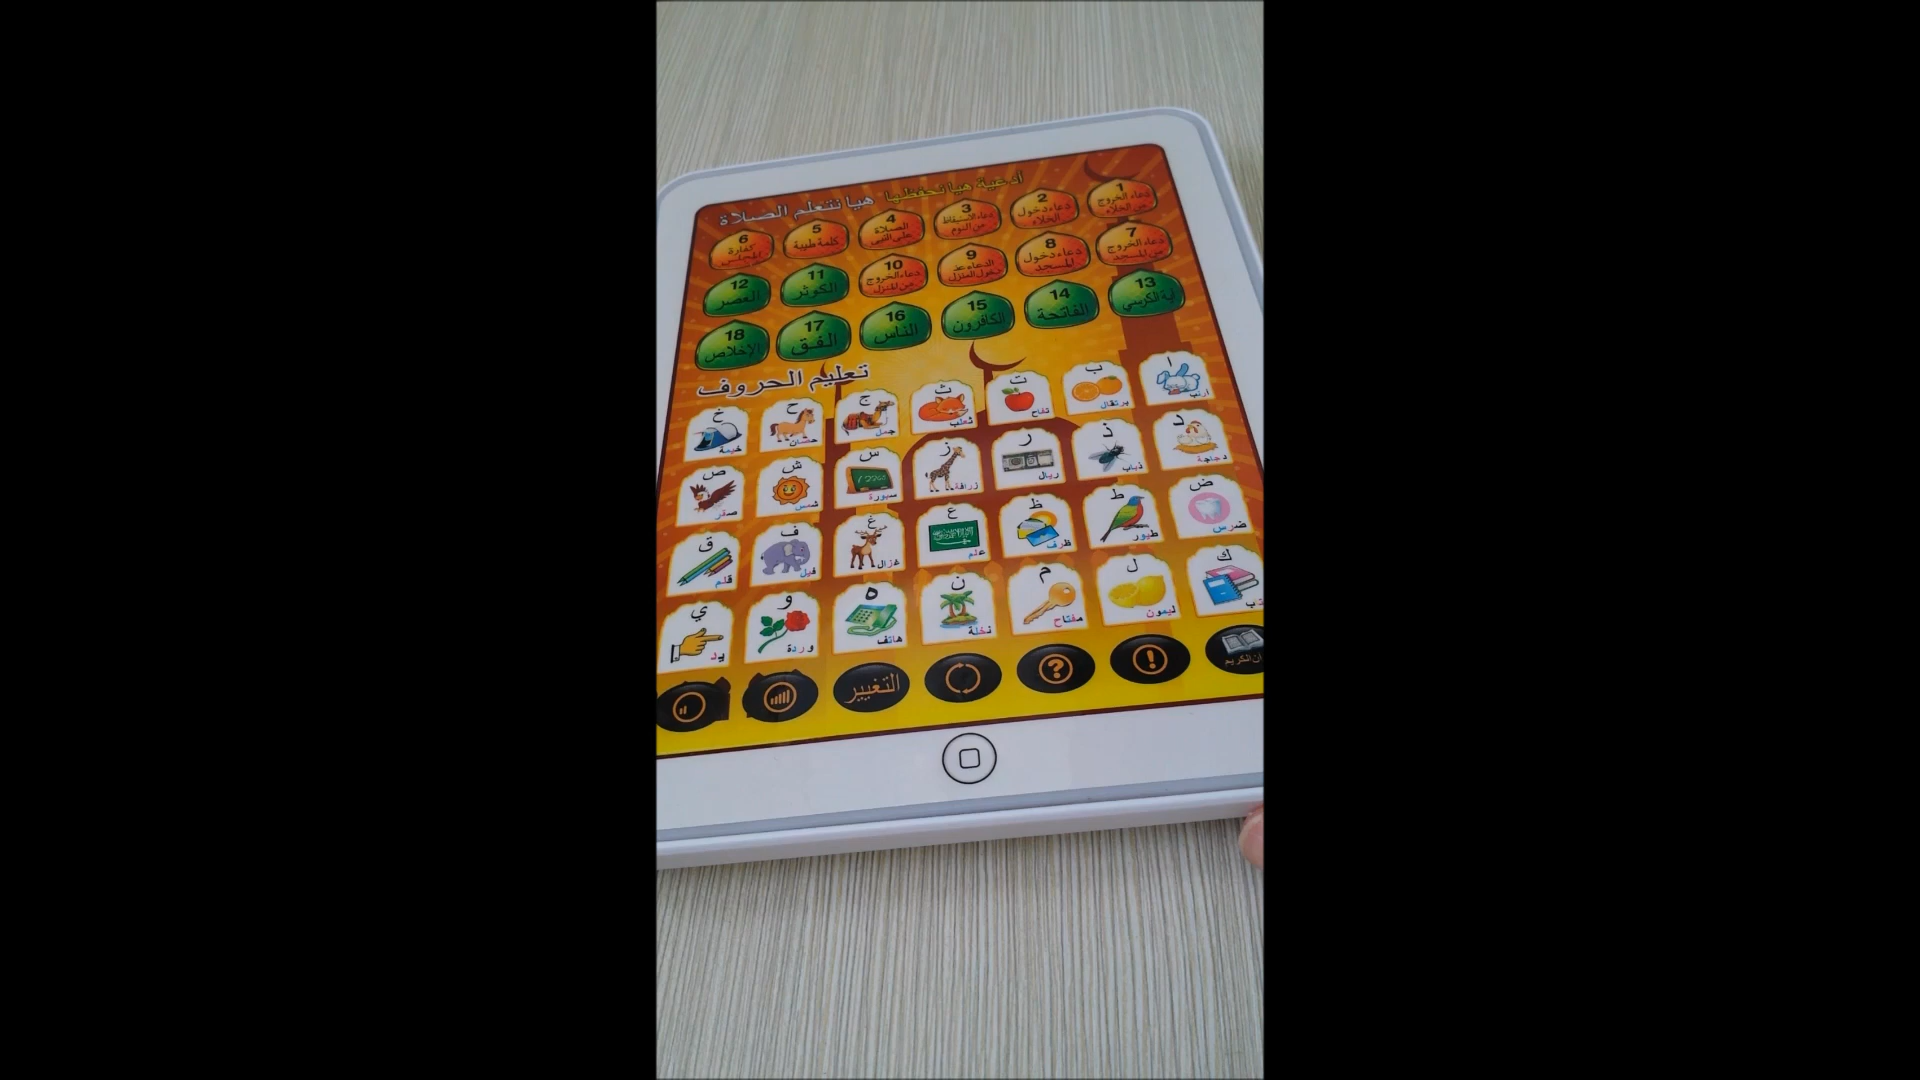 أدعية هيا نحفظها هيا نتعلم الصلاة
1 دعاء الخروج من الخلاء
2 دعاء دخول الخلاء
3 دعاء الاستيقاظ من النوم
4 الصلاة على النبي
5 كلمة طيبة
6 كفارة المجلس
7 دعاء الخروج من المسجد
8 دعاء دخول المسجد
9 الدعاء عند دخول المنزل
10 دعاء الخروج من المنزل
11 الكوثر
12 العصر
13 آية الكرسي
14 الفاتحة
15 الكافرون
16 الناس
17 الفلق
18 الإخلاص
تعليم الحروف
ا أرنب
ب برتقال
ت تفاح
ث ثعلب
ج جمل
ح حصان
خ خيمة
د دجاجة
ذ ذباب
ر ريال
ز زرافة
س سبورة
ش شمس
ص صقر
ض ضرس
ط طيور
ظ ظرف
ع علم
غ غزال
ف فيل
ق قلم
ك
ل ليمون
م مفتاح
ن نخلة
ه هاتف
و وردة
ي يد
الكريم
! ? التغيير